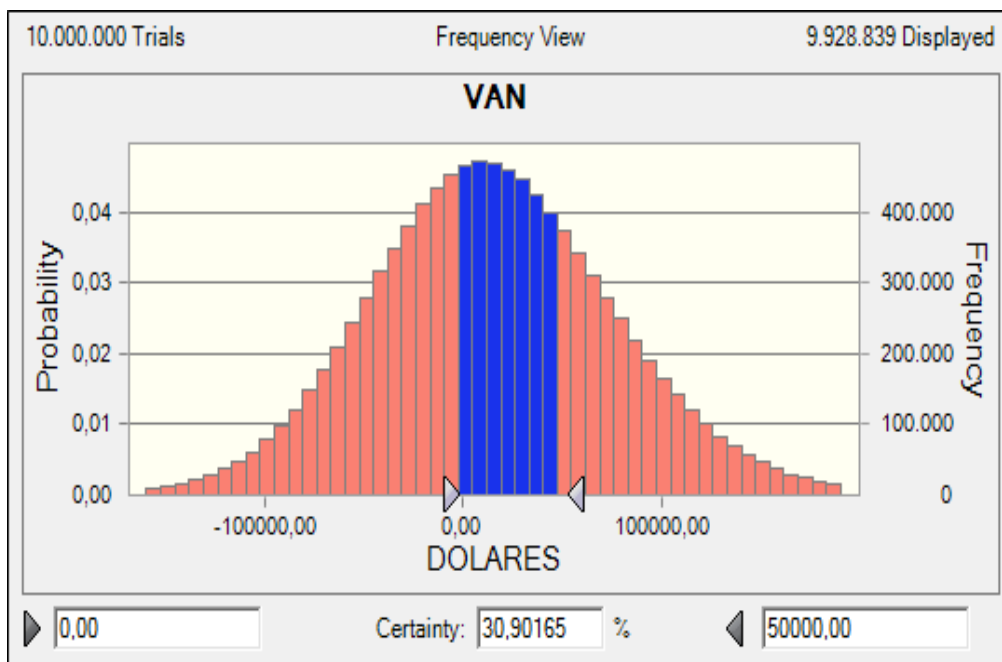 10.000.000 Trials Frequency View 9.928.839 Displayed
VAN
Probability
0,04
0,03
0,02
0,01
0,00
400.000
300.000
200.000
100.000
0
Frequency
-100000,00 0,00 100000,00
DOLARES
0,00 Certainty: 30,90165 % 50000,00